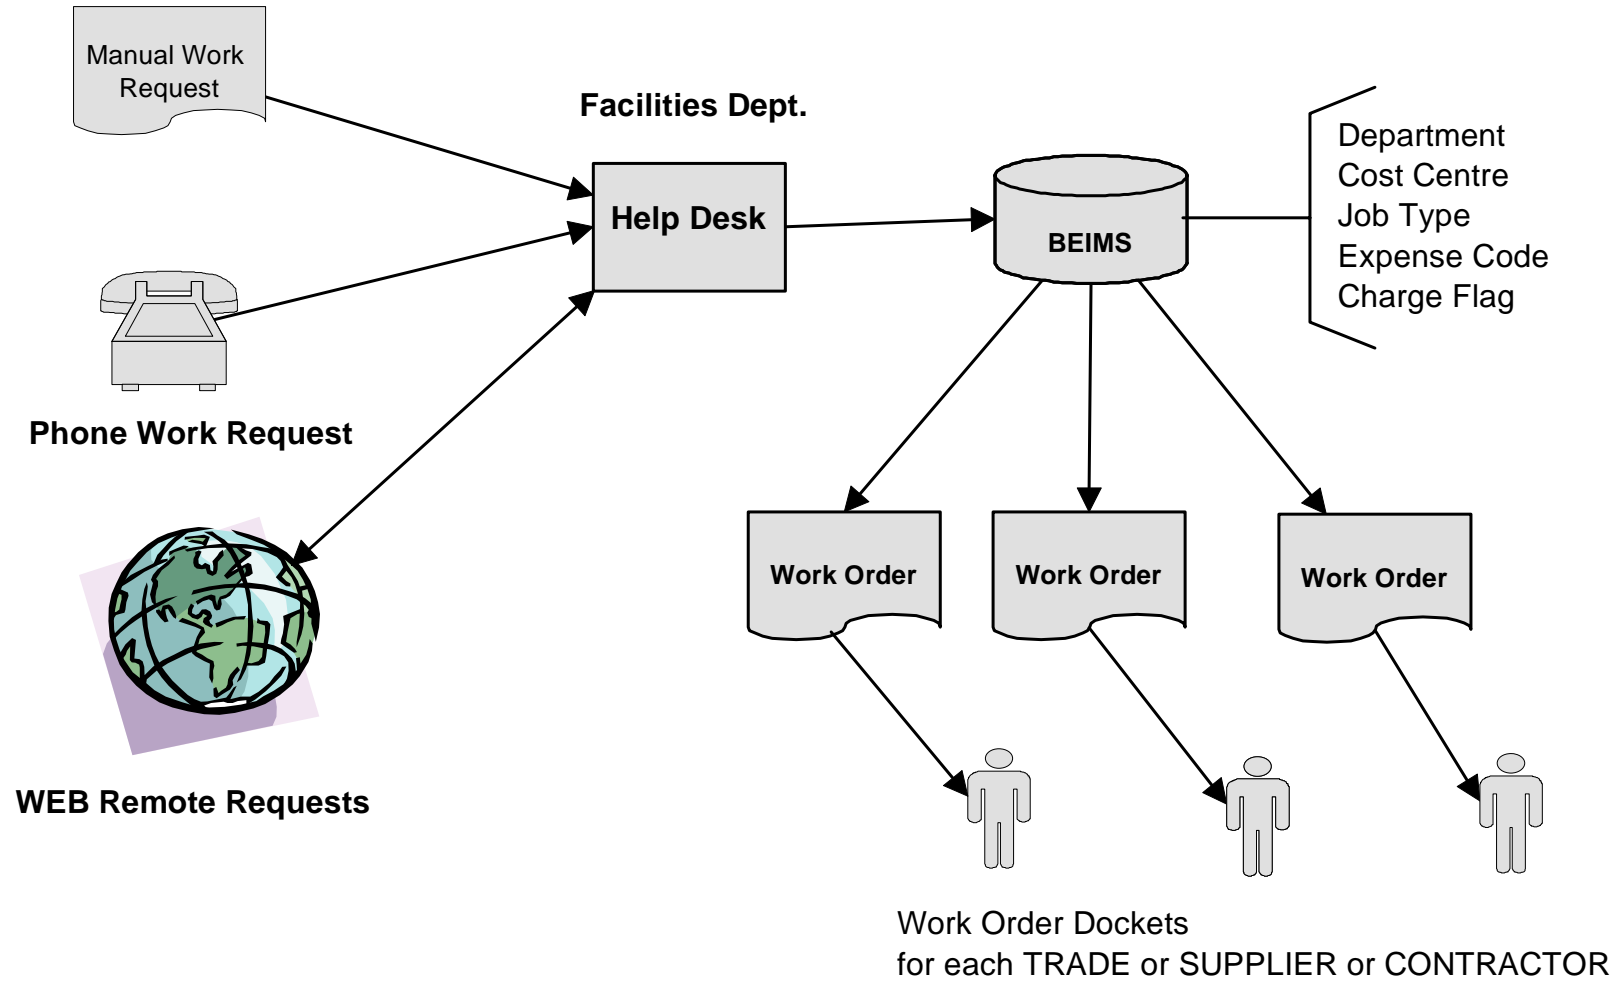 Manual Work
Request
Facilities Dept.
Help Desk
BEIMS
Department
Cost Centre
Job Type
Expense Code
Charge Flag
Phone Work Request
Work Order
Work Order
Work Order
WEB Remote Requests
Work Order Dockets
for each TRADE or SUPPLIER or CONTRACTOR